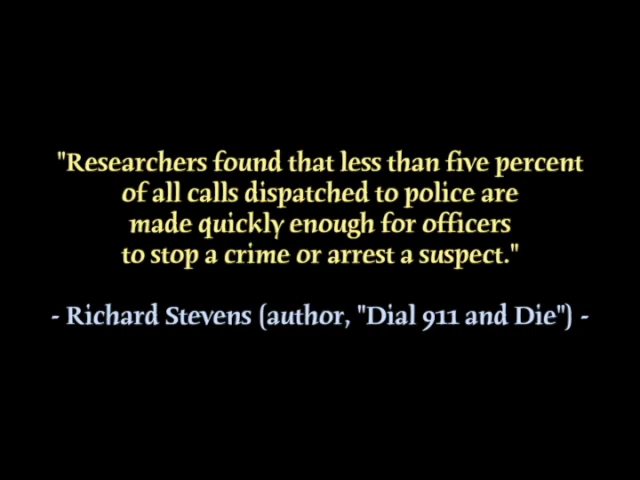 "Researchers found that less than five percent
of all calls dispatched to police are
made quickly enough for officers
to stop a crime or arrest a suspect."
- Richard Stevens (author, "Dial 911 and Die") -